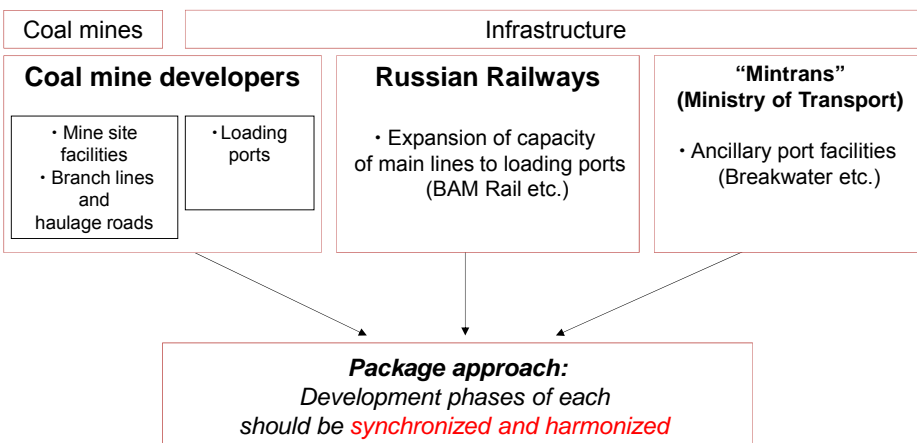 Coal mines
Infrastructure
Coal mine developers
・Mine site
facilities
・Branch lines
and
haulage roads
・Loading
ports
Russian Railways
・Expansion of capacity
of main lines to loading ports
(BAM Rail etc.)
“Mintrans”
(Ministry of Transport)
・Ancillary port facilities
(Breakwater etc.)
Package approach:
Development phases of each
should be synchronized and harmonized